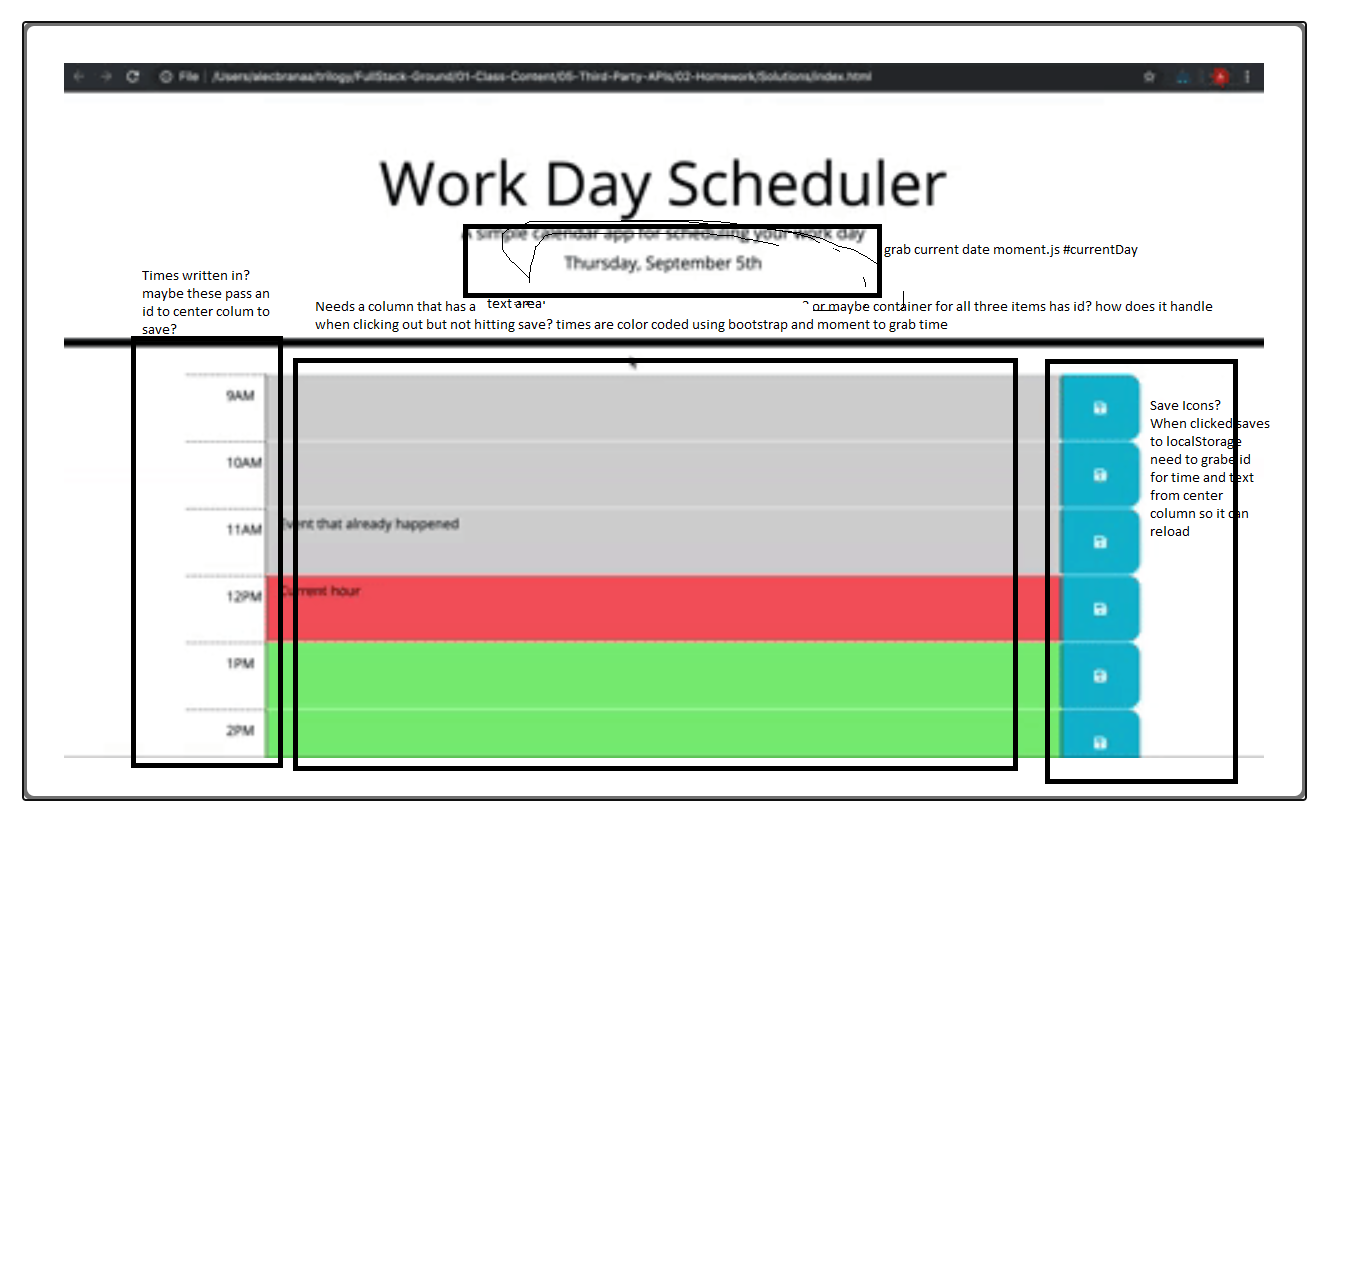 File /Users/alecbranaa/trilogy/FullStack-Ground/01-Class-Content/05-Third-Party-APIs/02-Homework/Solutions/index.html
Work Day Scheduler
A simple calendar app for scheduling your work day
Thursday, September 5th
grab current date moment.js #currentDay
Times written in?
maybe these pass an
id to center colum to
save?
Needs a column that has a text area ? or maybe container for all three items has id? how does it handle
when clicking out but not hitting save? times are color coded using bootstrap and moment to grab time
9AM
10AM
11AM Event that already happened
12PM Current hour
1PM
2PM
Save Icons?
When clicked saves
to localStorage
need to grabe id
for time and text
from center
column so it can
reload